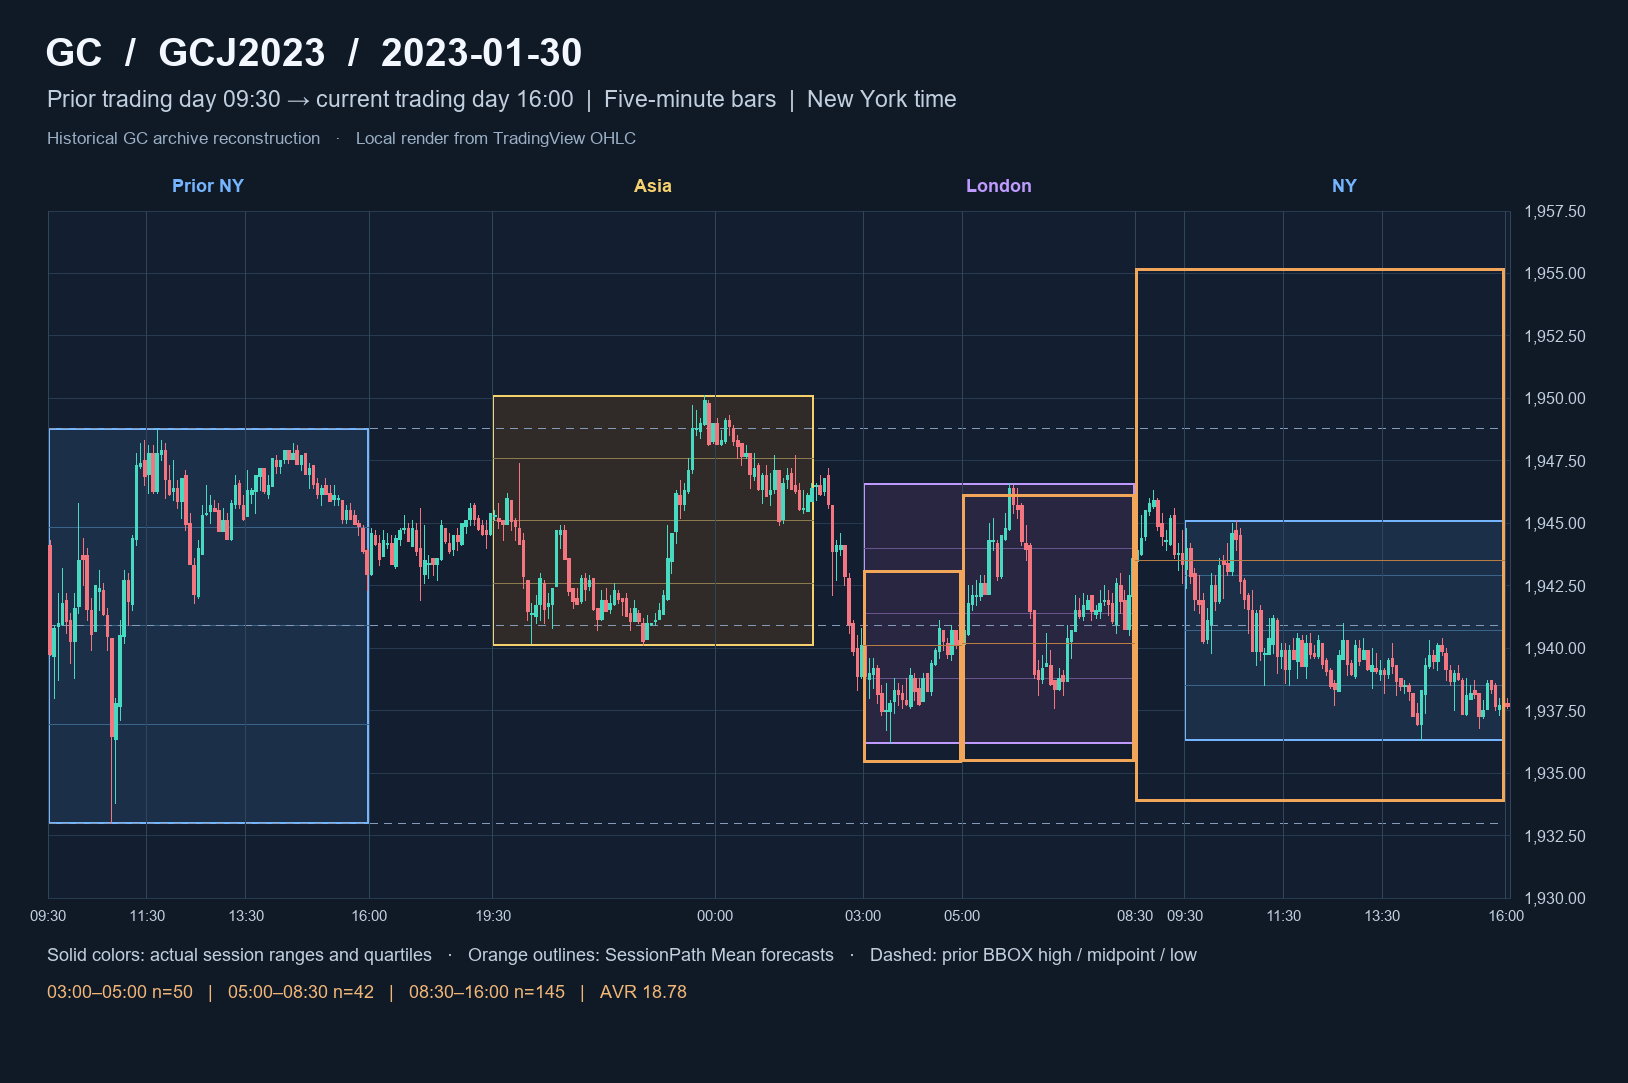 GC / GCJ2023 / 2023-01-30
Prior trading day 09:30 → current trading day 16:00 | Five-minute bars | New York time
Historical GC archive reconstruction · Local render from TradingView OHLC
Prior NY Asia London NY
1,957.50
1,955.00
1,952.50
1,950.00
1,947.50
1,945.00
1,942.50
1,940.00
1,937.50
1,935.00
1,932.50
1,930.00
09:30 11:30 13:30 16:00 19:30 00:00 03:00 05:00 08:30 09:30 11:30 13:30 16:00
Solid colors: actual session ranges and quartiles · Orange outlines: SessionPath Mean forecasts · Dashed: prior BBOX high / midpoint / low
03:00–05:00 n=50 | 05:00–08:30 n=42 | 08:30–16:00 n=145 | AVR 18.78